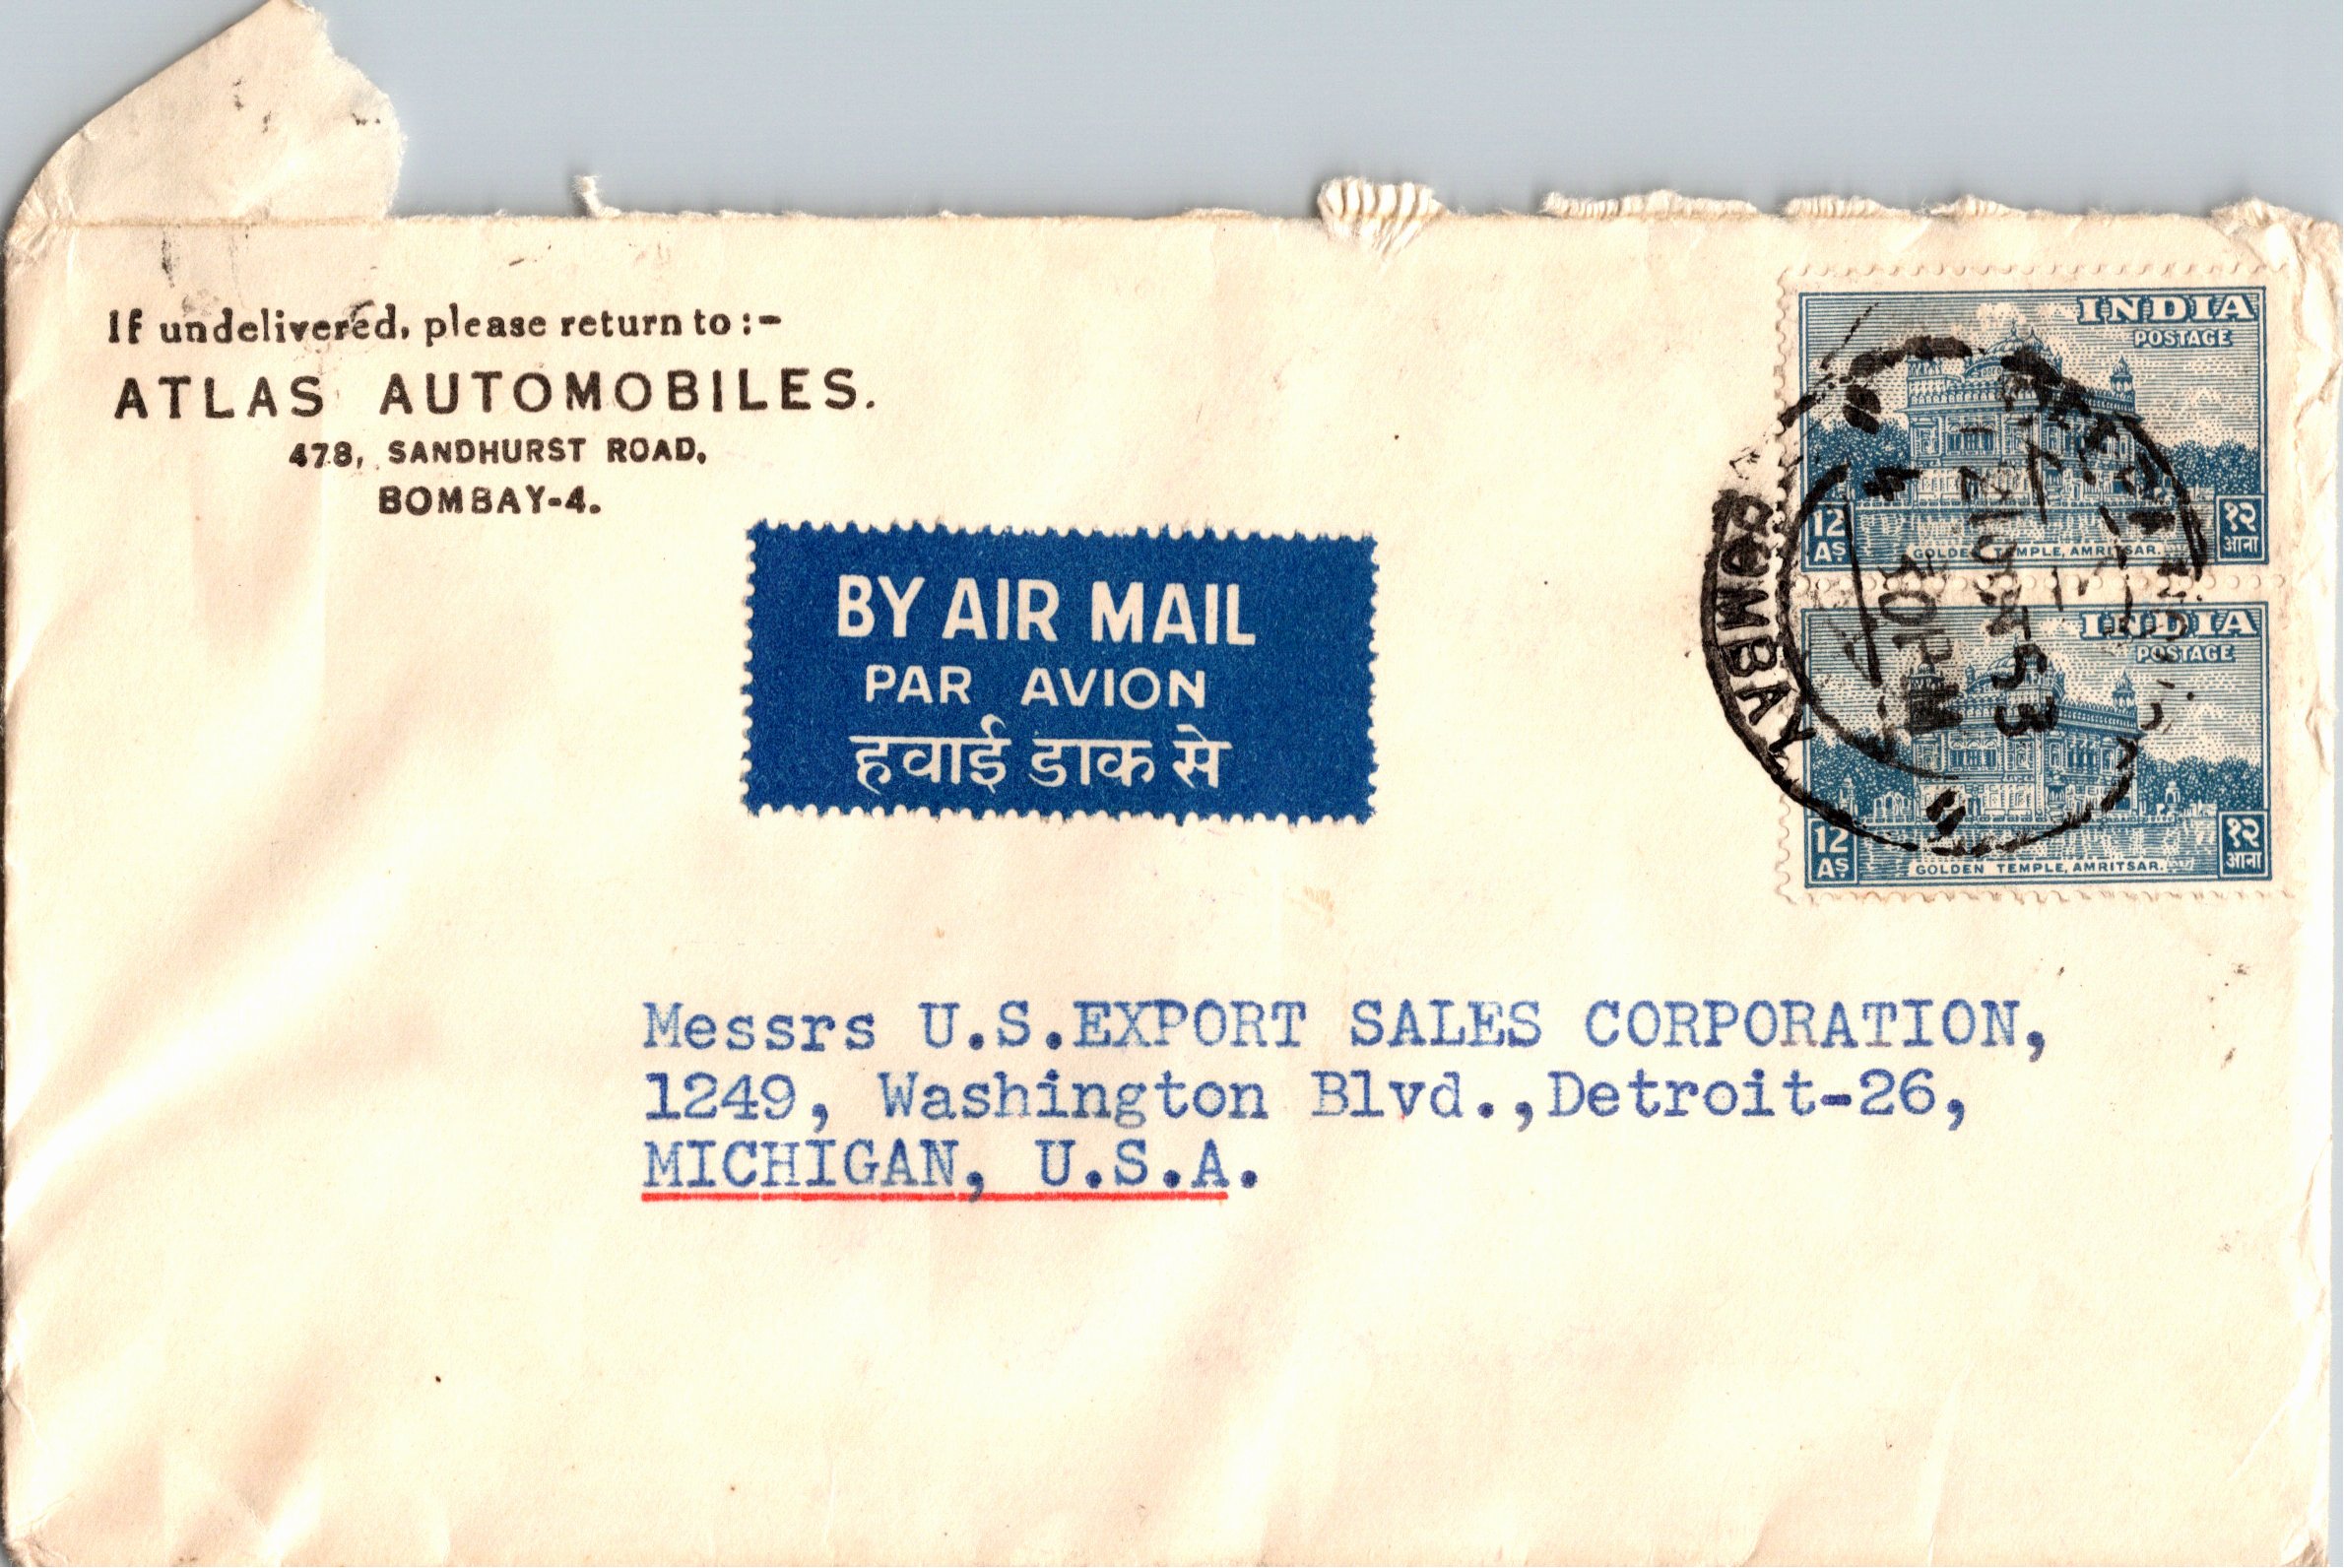 If undelivered, please return to :-
ATLAS AUTOMOBILES.
478, SANDHURST ROAD,
BOMBAY-4.
BY AIR MAIL
PAR AVION
हवाई डाक से
INDIA
POSTAGE
12
As
१२
आना
GOLDEN TEMPLE, AMRITSAR.
INDIA
POSTAGE
12
As
१२
आना
GOLDEN TEMPLE, AMRITSAR.
BOMBAY
Messrs U.S.EXPORT SALES CORPORATION,
1249, Washington Blvd.,Detroit-26,
MICHIGAN, U.S.A.